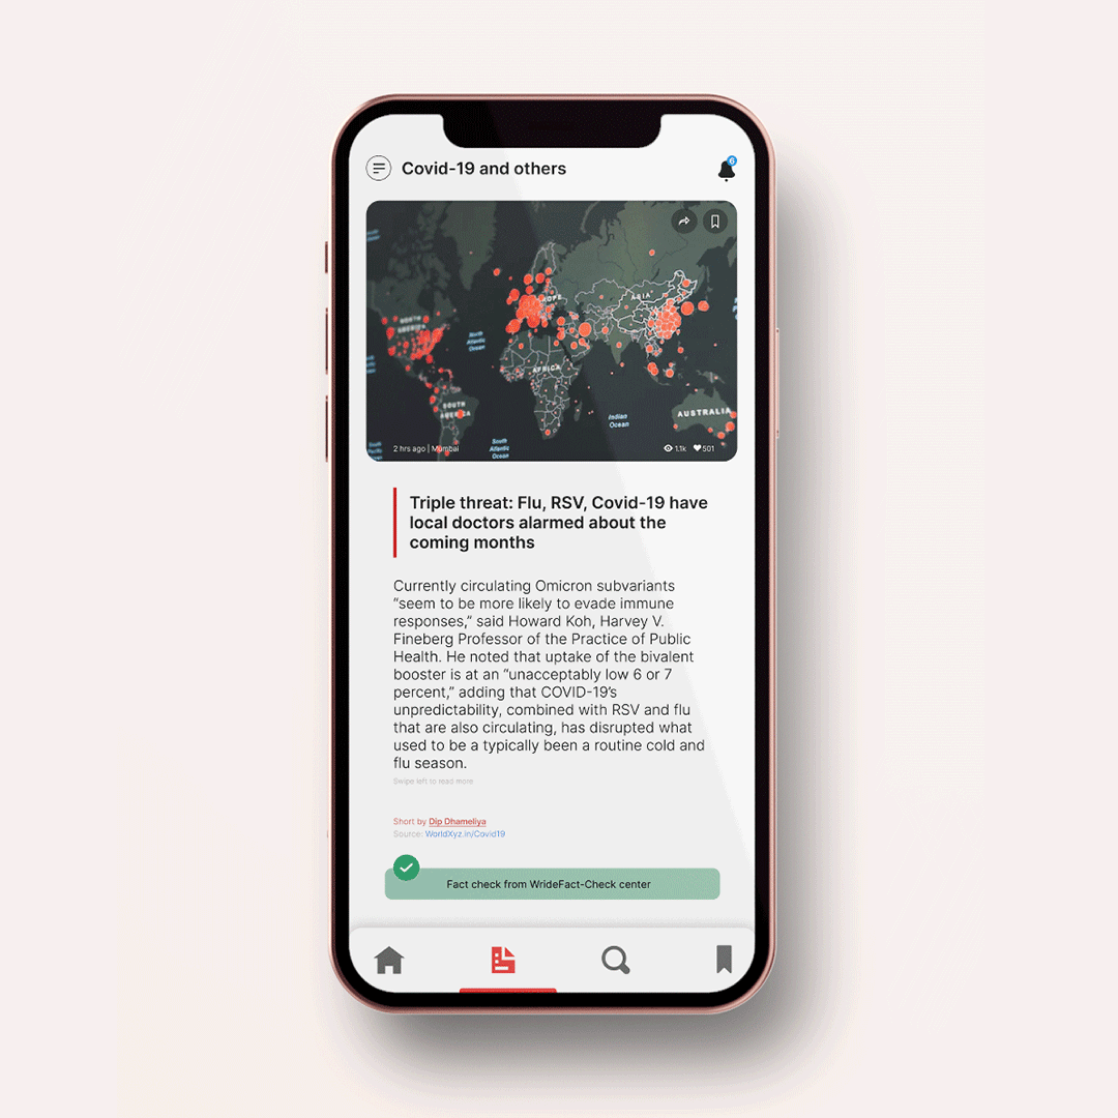 Covid-19 and others
6
EUROPE
ASIA
NORTH
AMERICA
North
Atlantic
Ocean
AFRICA
SOUTH
AMERICA
Indian
Ocean
AUSTRALIA
South
Atlantic
Ocean
2 hrs ago | Mumbai
1.1k
501
Triple threat: Flu, RSV, Covid-19 have
local doctors alarmed about the
coming months
Currently circulating Omicron subvariants
“seem to be more likely to evade immune
responses,” said Howard Koh, Harvey V.
Fineberg Professor of the Practice of Public
Health. He noted that uptake of the bivalent
booster is at an “unacceptably low 6 or 7
percent,” adding that COVID-19’s
unpredictability, combined with RSV and flu
that are also circulating, has disrupted what
used to be a typically been a routine cold and
flu season.
Swipe left to read more
Short by Dip Dhameliya
Source: WorldXyz.in/Covid19
Fact check from WrideFact-Check center